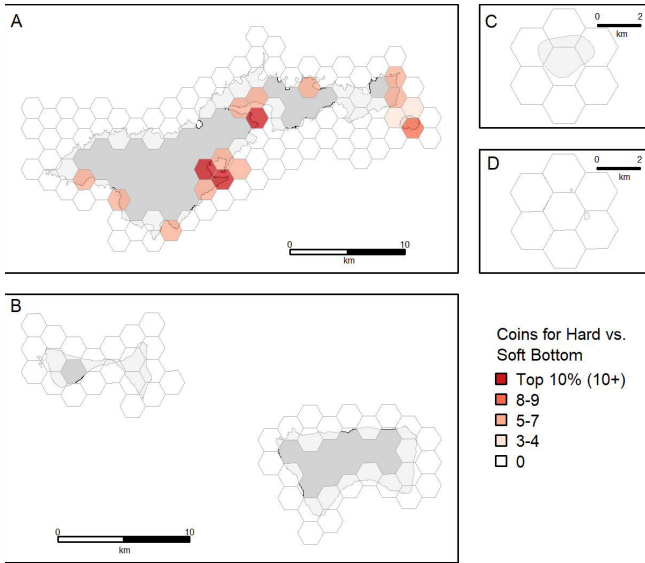 A
0 10
km
B
0 10
km
C
0 2
km
D
0 2
km
Coins for Hard vs.
Soft Bottom
Top 10% (10+)
8-9
5-7
3-4
0